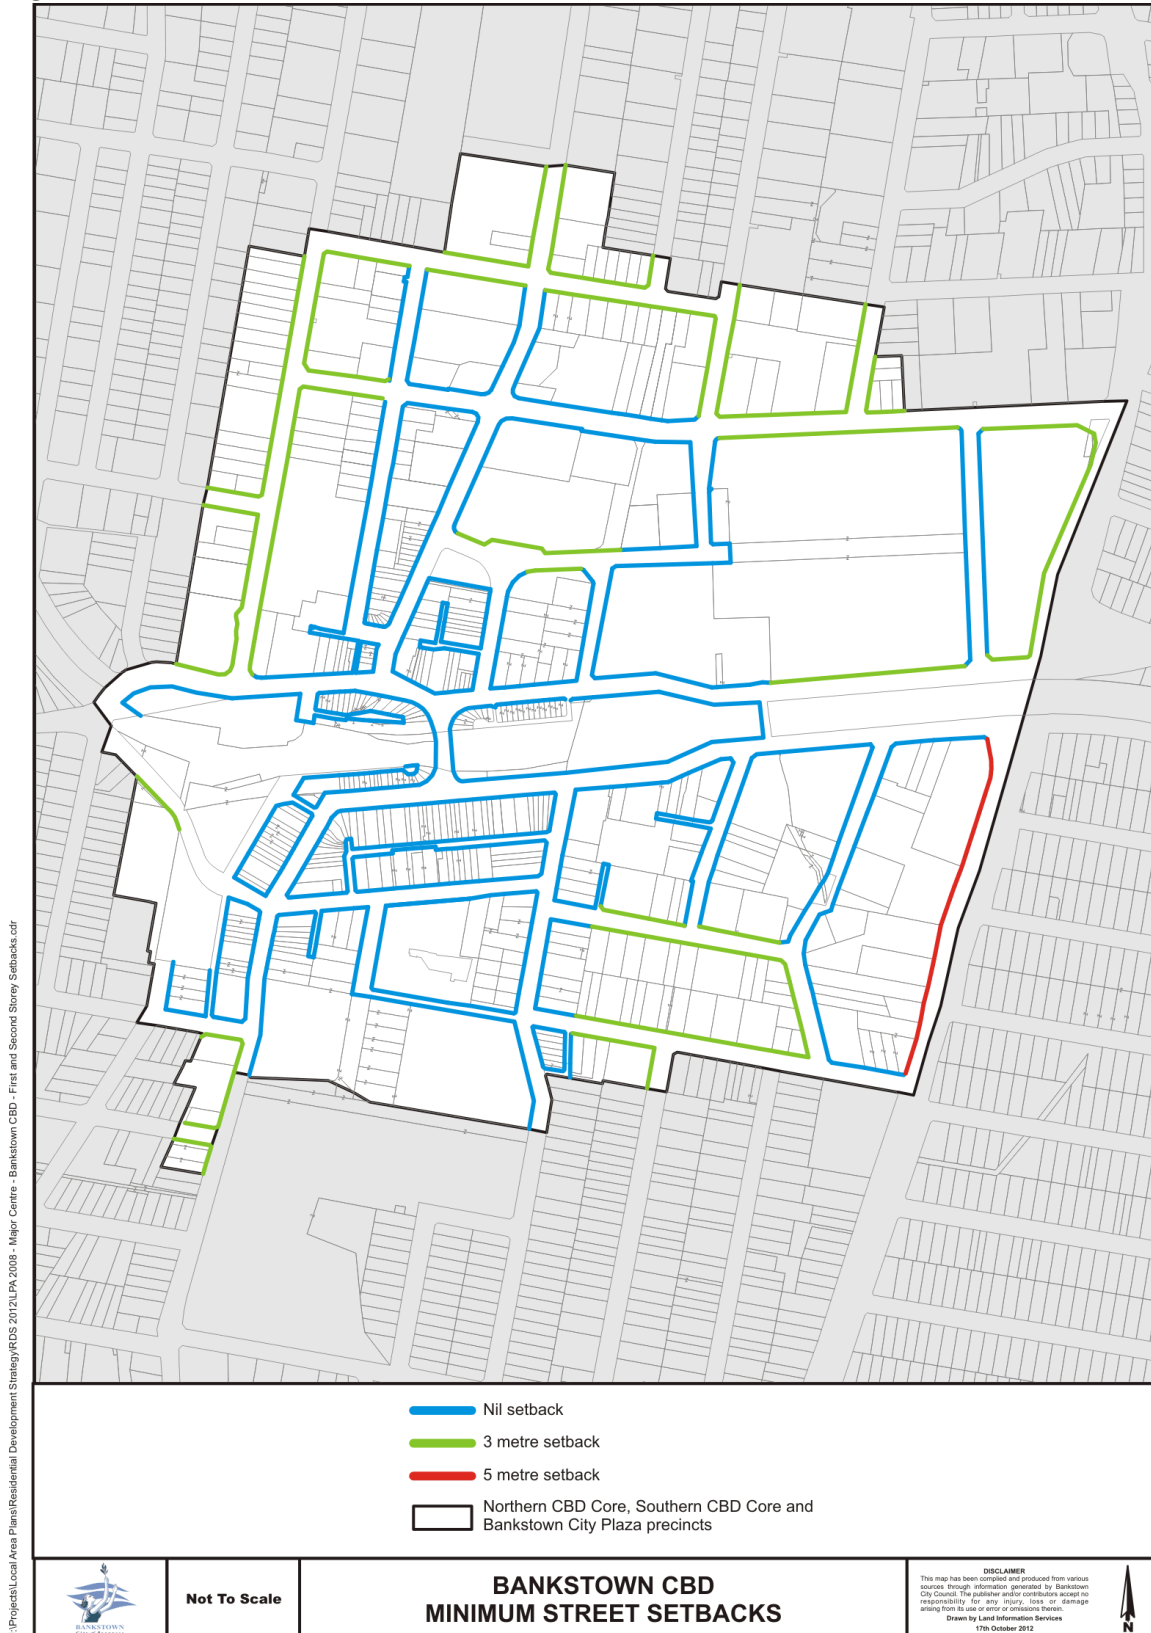 :\Projects\Local Area Plans\Residential Development Strategy\RDS 2012\LPA 2008 - Major Centre - Bankstown CBD - First and Second Storey Setbacks.cdr
Nil setback
3 metre setback
5 metre setback
Northern CBD Core, Southern CBD Core and
Bankstown City Plaza precincts
BANKSTOWN
Not To Scale
BANKSTOWN CBD
MINIMUM STREET SETBACKS
DISCLAIMER
This map has been complied and produced from various
sources through information generated by Bankstown
City Council. The publisher and/or contributors accept no
responsibility for any injury, loss or damage
arising from its use or error or omissions therein.
Drawn by Land Information Services
17th October 2012
N